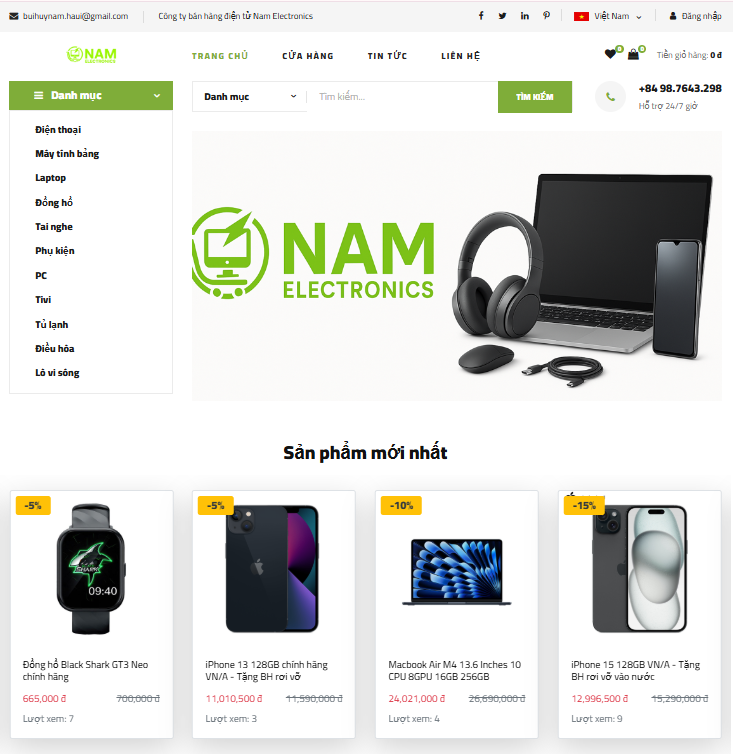 buihuynam.haui@gmail.com
Công ty bán hàng điện tử Nam Electronics
Việt Nam
Đăng nhập
NAM
ELECTRONICS
TRANG CHỦ
CỬA HÀNG
TIN TỨC
LIÊN HỆ
0
0
Tiền giỏ hàng: 0 đ
Danh mục
Danh mục
Tìm kiếm...
TÌM KIẾM
+84 98.7643.298
Hỗ trợ 24/7 giờ
Điện thoại
Máy tính bảng
Laptop
Đồng hồ
Tai nghe
Phụ kiện
PC
Tivi
Tủ lạnh
Điều hòa
Lò vi sóng
NAM
ELECTRONICS
Sản phẩm mới nhất
-5%
SHARK
09:40
Đồng hồ Black Shark GT3 Neo
chính hãng
665,000 đ
700,000 đ
Lượt xem: 7
-5%
iPhone 13 128GB chính hãng
VN/A - Tặng BH rơi vỡ
11,010,500 đ
11,590,000 đ
Lượt xem: 3
-10%
Macbook Air M4 13.6 Inches 10
CPU 8GPU 16GB 256GB
24,021,000 đ
26,690,000 đ
Lượt xem: 4
-15%
iPhone 15 128GB VN/A - Tặng
BH rơi vỡ vào nước
12,996,500 đ
15,290,000 đ
Lượt xem: 9